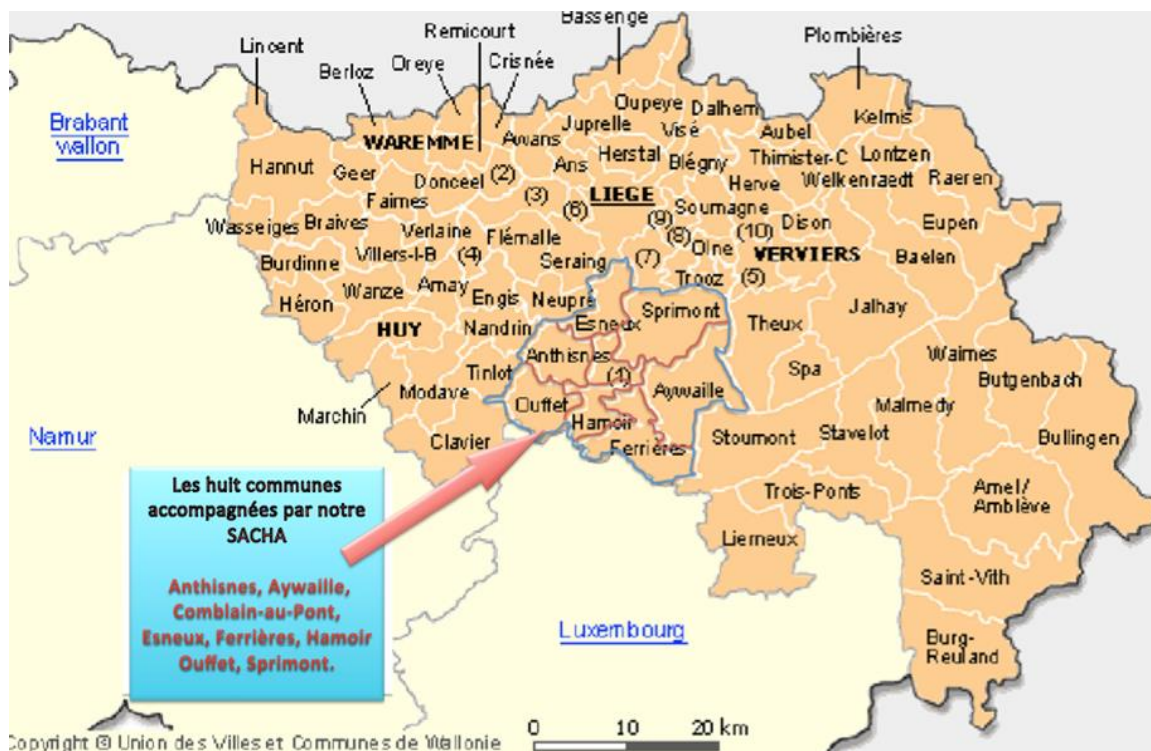 Bassenge
Remicourt
Plombières
Lincent
Oreye
Crisnée
Berloz
Oupeye
Dalhem
Kelmis
Brabant
wallon
Juprelle
Visé
Aubel
WAREMME
Awans
Hannut
Ans
Herstal
Blégny
Thimister-C
Lontzen
Geer
Donceel
(2)
Herve
Welkenraedt
Raeren
Faimes
(3)
(6)
LIEGE
Soumagne
Wasseiges
Braives
Verlaine
Flémalle
(9)
(8)
(10)
Dison
Eupen
Villers-l-B
(4)
Seraing
(7)
Olne
VERVIERS
Baelen
Burdinne
Trooz
(5)
Héron
Wanze
Amay
Engis
Neupré
Sprimont
Jalhay
HUY
Nandrin
Esneux
Theux
Anthisnes
Waimes
Tinlot
(1)
Aywaille
Spa
Butgenbach
Modave
Ouffet
Malmedy
Marchin
Hamoir
Stoumont
Stavelot
Bullingen
Clavier
Ferrières
Namur
Trois-Ponts
Amel/
Amblève
Lierneux
Saint-Vith
Luxembourg
Burg-
Reuland
Les huit communes
accompagnées par notre
SACHA
Anthisnes, Aywaille,
Comblain-au-Pont,
Esneux, Ferrières, Hamoir
Ouffet, Sprimont.
0 10 20 km
Copyright © Union des Villes et Communes de Wallonie